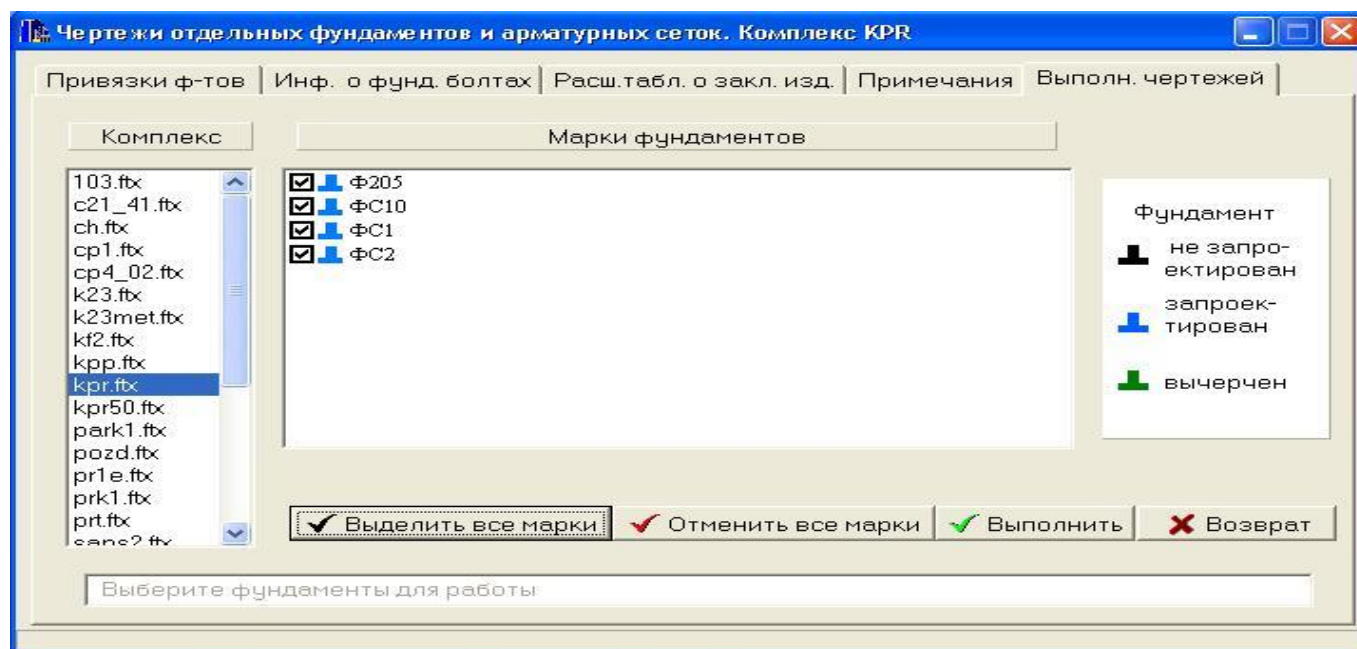 Чертежи отдельных фундаментов и арматурных сеток. Комплекс KPR
Привязки ф-тов
Инф. о фунд. болтах
Расш.табл. о закл. изд.
Примечания
Выполн. чертежей
Комплекс
Марки фундаментов
103.ftx
c21_41.ftx
ch.ftx
cp1.ftx
cp4_02.ftx
k23.ftx
k23met.ftx
kf2.ftx
kpp.ftx
kpr.ftx
kpr50.ftx
park1.ftx
pozd.ftx
pr1e.ftx
prk1.ftx
prt.ftx
Ф205
ФС10
ФС1
ФС2
Фундамент
не запро-
ектирован
запроек-
тирован
вычерчен
Выделить все марки
Отменить все марки
Выполнить
Возврат
Выберите фундаменты для работы